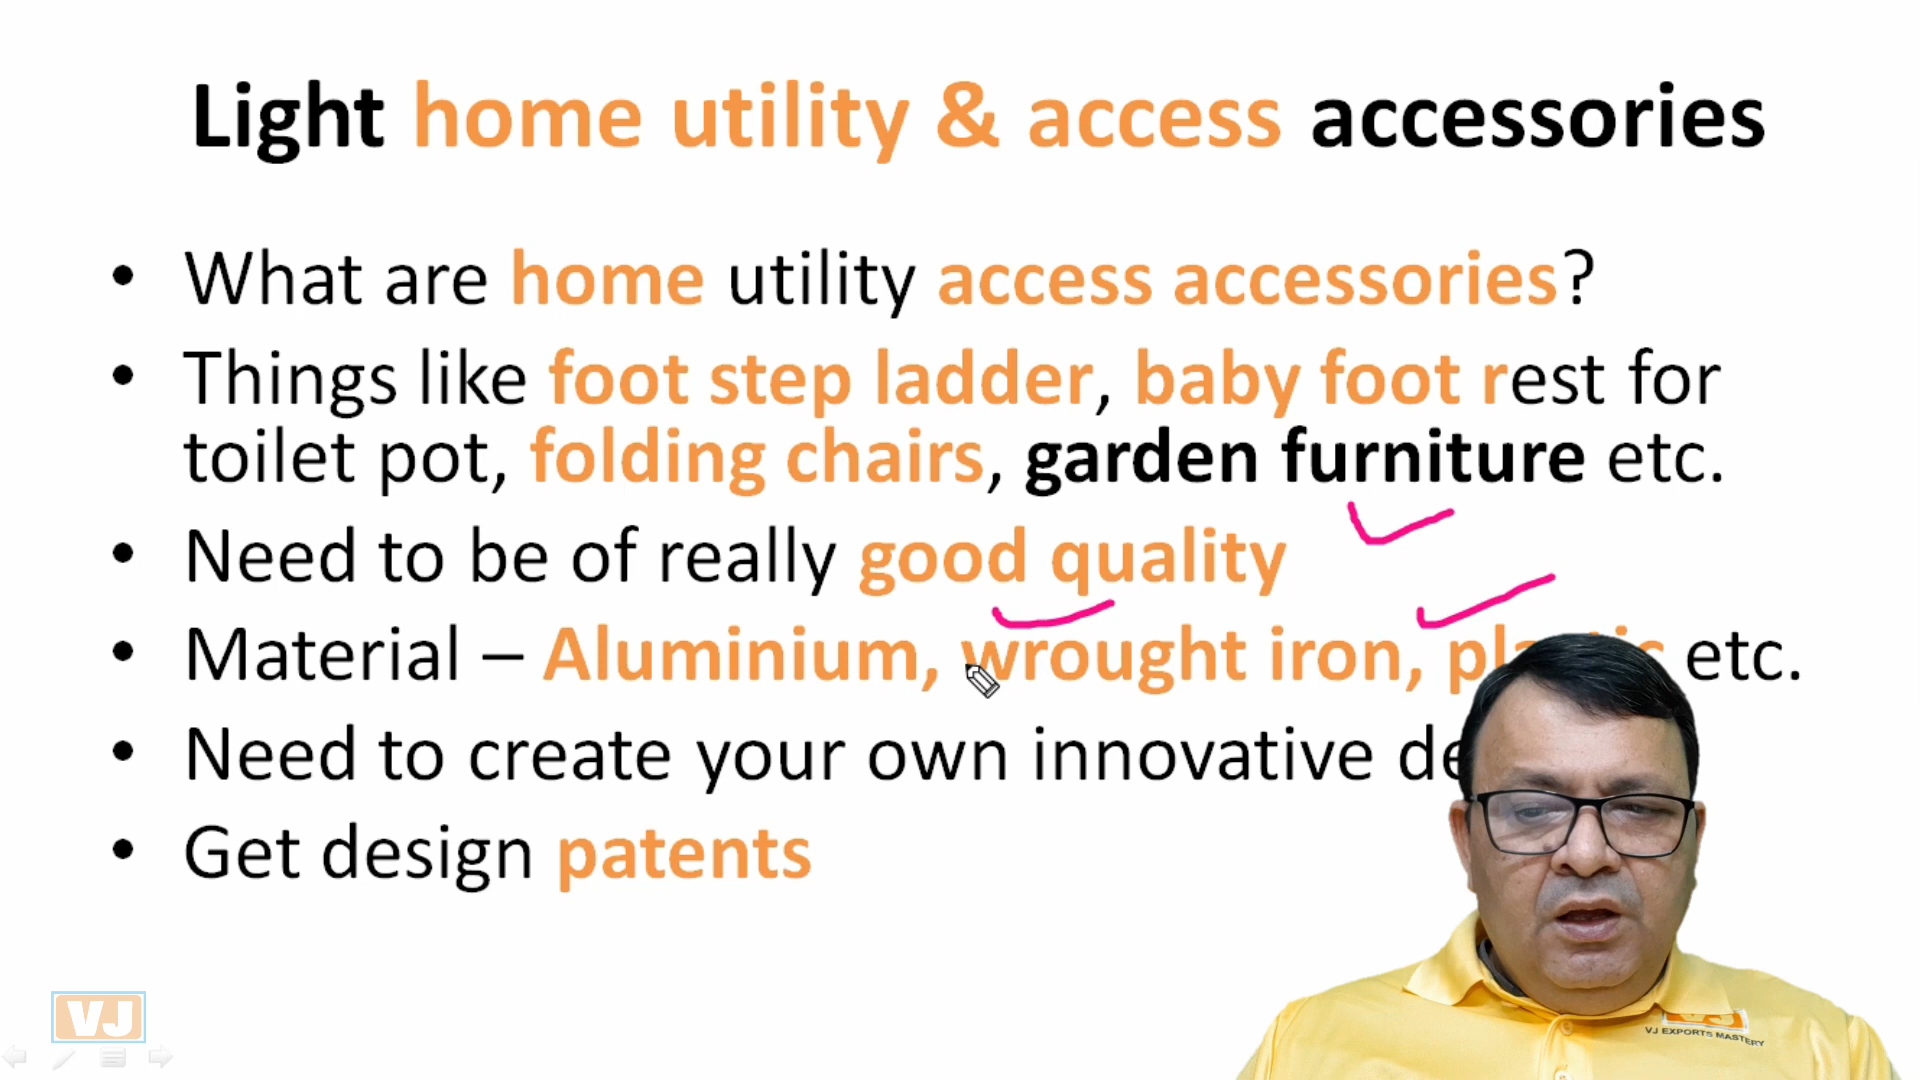 Light home utility & access accessories
• What are home utility access accessories?
• Things like foot step ladder, baby foot rest for
toilet pot, folding chairs, garden furniture etc.
• Need to be of really good quality
• Material – Aluminium, wrought iron, plastic etc.
• Need to create your own innovative
• Get design patents
VJ
VJ
VJ EXPORTS MASTERY